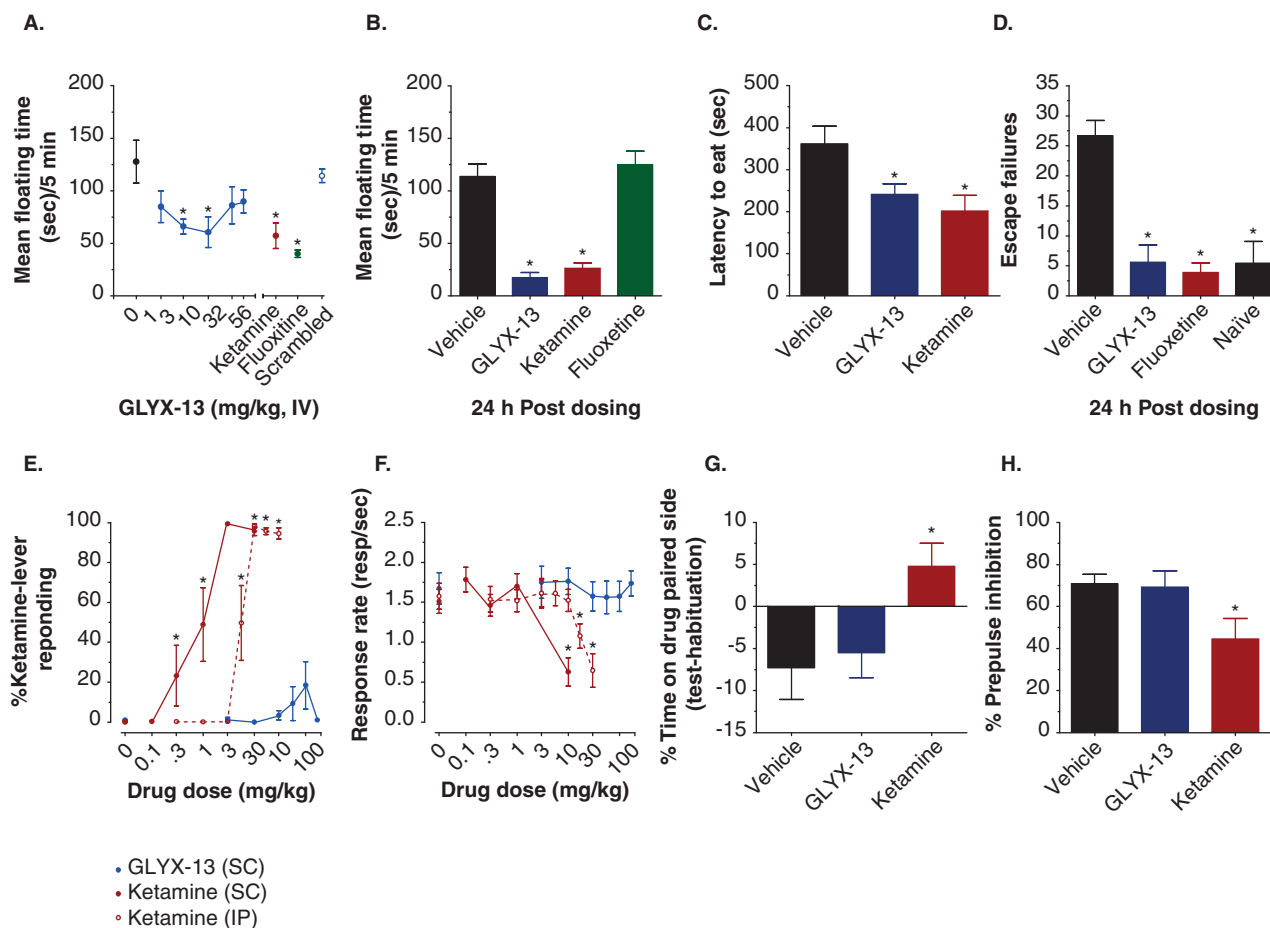 A.
Mean floating time
(sec)/5 min
200
150
100
50
0
*
*
*
*
0
1
3
10
32
56
Ketamine
Fluoxitine
Scrambled
GLYX-13 (mg/kg, IV)
B.
Mean floating time
(sec)/5 min
200
150
100
50
0
*
*
Vehicle
GLYX-13
Ketamine
Fluoxetine
24 h Post dosing
C.
Latency to eat (sec)
500
400
300
200
100
0
*
*
Vehicle
GLYX-13
Ketamine
D.
Escape failures
35
30
25
20
15
10
5
0
*
*
*
Vehicle
GLYX-13
Fluoxetine
Naïve
24 h Post dosing
E.
%Ketamine-lever
reponding
100
80
60
40
20
0
*
*
*
*
*
*
0
0.1
.3
1
3
30
10
100
Drug dose (mg/kg)
F.
Response rate (resp/sec)
2.5
2.0
1.5
1.0
0.5
0.0
*
*
*
0
0.1
.3
1
3
10
30
100
Drug dose (mg/kg)
G.
% Time on drug paired side
(test-habituation)
10
5
0
-5
-10
-15
*
Vehicle
GLYX-13
Ketamine
H.
% Prepulse inhibition
100
80
60
40
20
0
*
Vehicle
GLYX-13
Ketamine
GLYX-13 (SC)
Ketamine (SC)
Ketamine (IP)